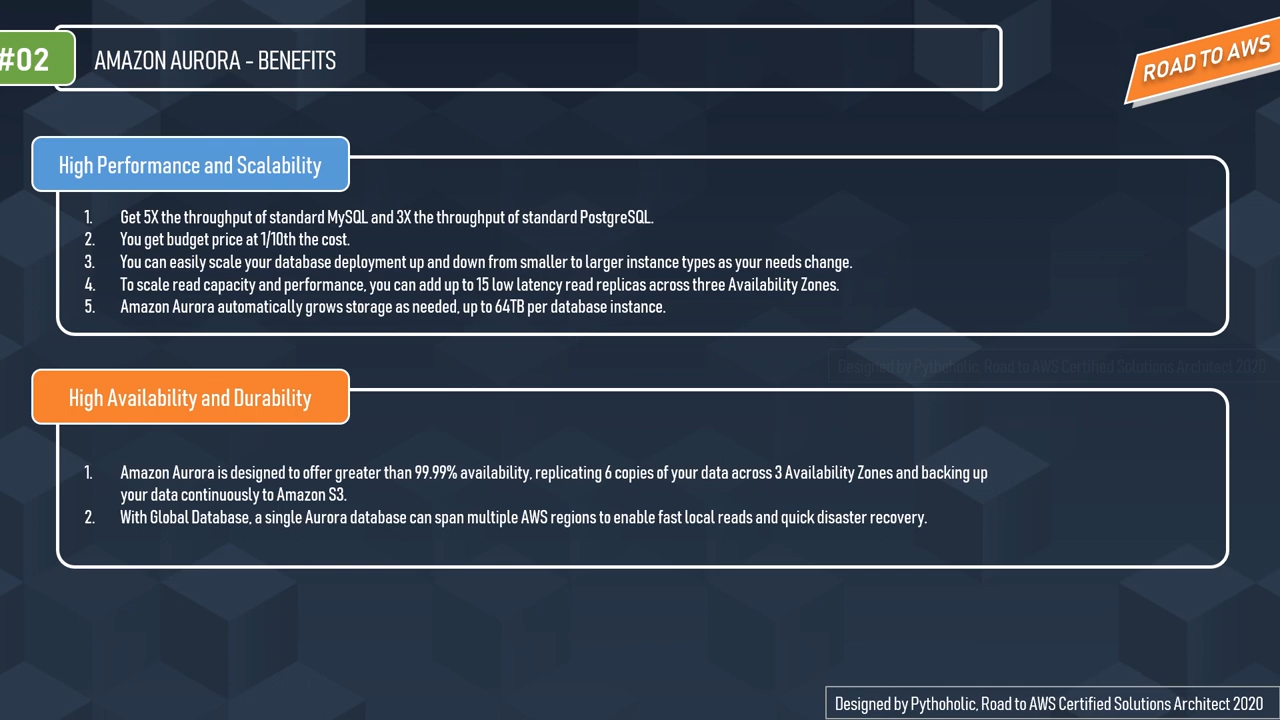 #02
AMAZON AURORA - BENEFITS
ROAD TO AWS
High Performance and Scalability
1. Get 5X the throughput of standard MySQL and 3X the throughput of standard PostgreSQL.
2. You get budget price at 1/10th the cost.
3. You can easily scale your database deployment up and down from smaller to larger instance types as your needs change.
4. To scale read capacity and performance, you can add up to 15 low latency read replicas across three Availability Zones.
5. Amazon Aurora automatically grows storage as needed, up to 64TB per database instance.
Designed by Pythoholic, Road to AWS Certified Solutions Architect 2020
High Availability and Durability
1. Amazon Aurora is designed to offer greater than 99.99% availability, replicating 6 copies of your data across 3 Availability Zones and backing up
your data continuously to Amazon S3.
2. With Global Database, a single Aurora database can span multiple AWS regions to enable fast local reads and quick disaster recovery.
Designed by Pythoholic, Road to AWS Certified Solutions Architect 2020